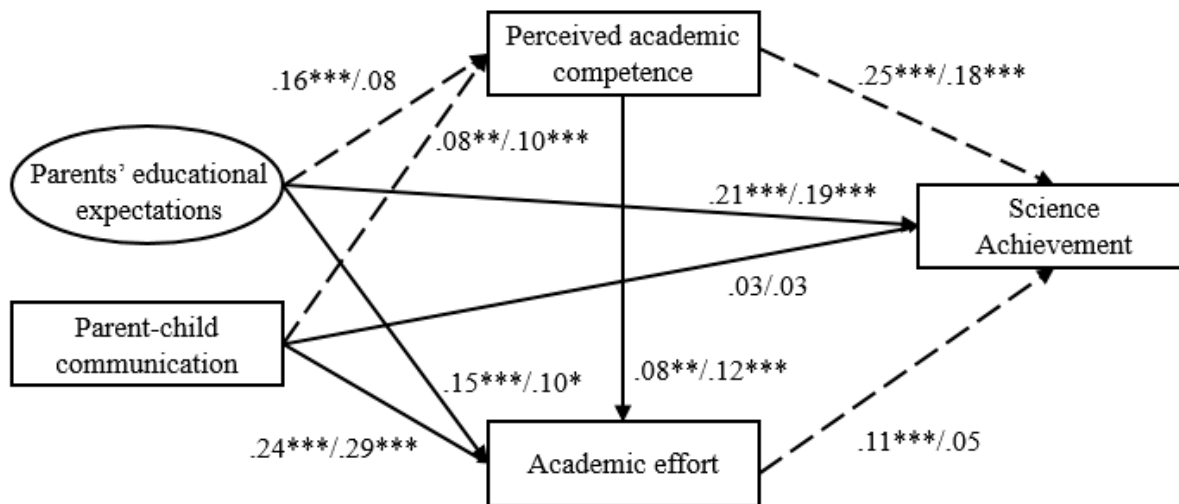 Perceived academic
competence
.16***/.08
.25***/.18***
.08**/.10***
Parents’ educational
expectations
.21***/.19***
Science
Achievement
.03/.03
Parent-child
communication
.15***/.10*
.08**/.12***
.24***/.29***
.11***/.05
Academic effort